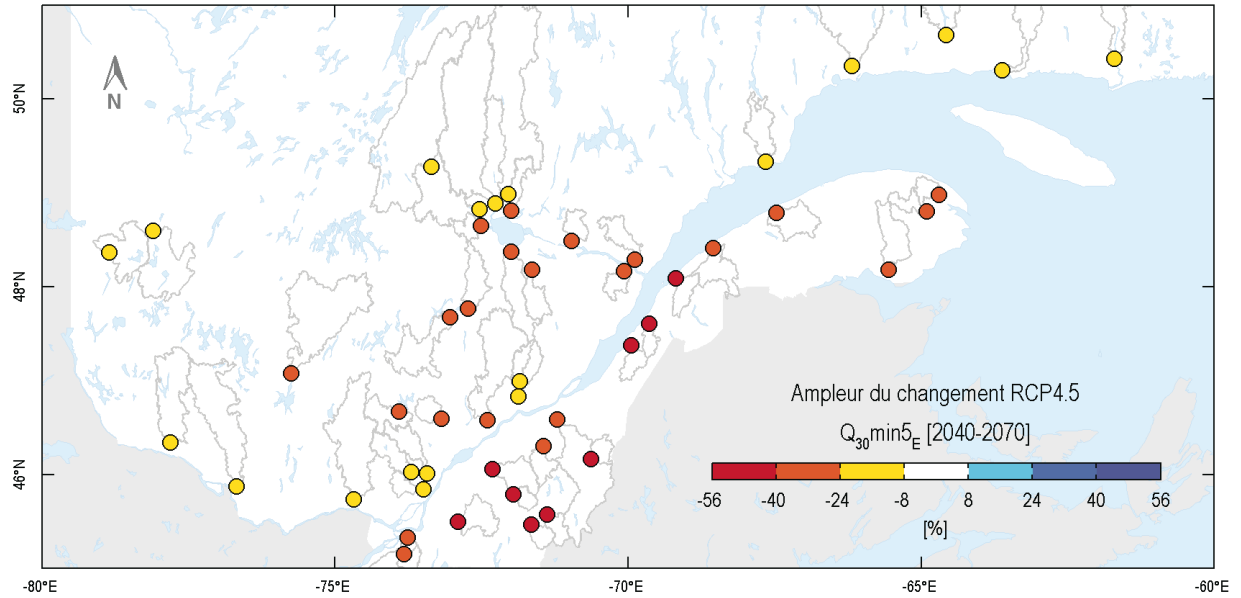 N
50°N
48°N
46°N
Ampleur du changement RCP4.5
Q30min5E [2040-2070]
-56 -40 -24 -8 8 24 40 56
[%]
-80°E -75°E -70°E -65°E -60°E